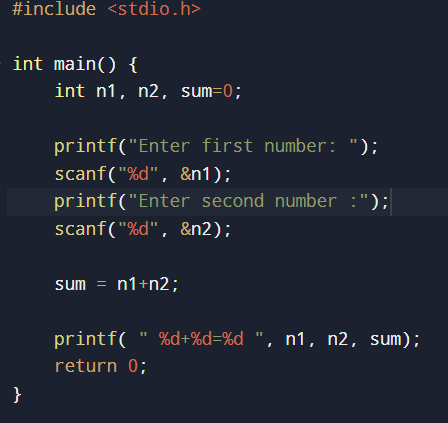 #include <stdio.h>
int main() {
    int n1, n2, sum=0;
    printf("Enter first number: ");
    scanf("%d", &n1);
    printf("Enter second number :");
    scanf("%d", &n2);
    sum = n1+n2;
    printf( " %d+%d=%d ", n1, n2, sum);
    return 0;
}